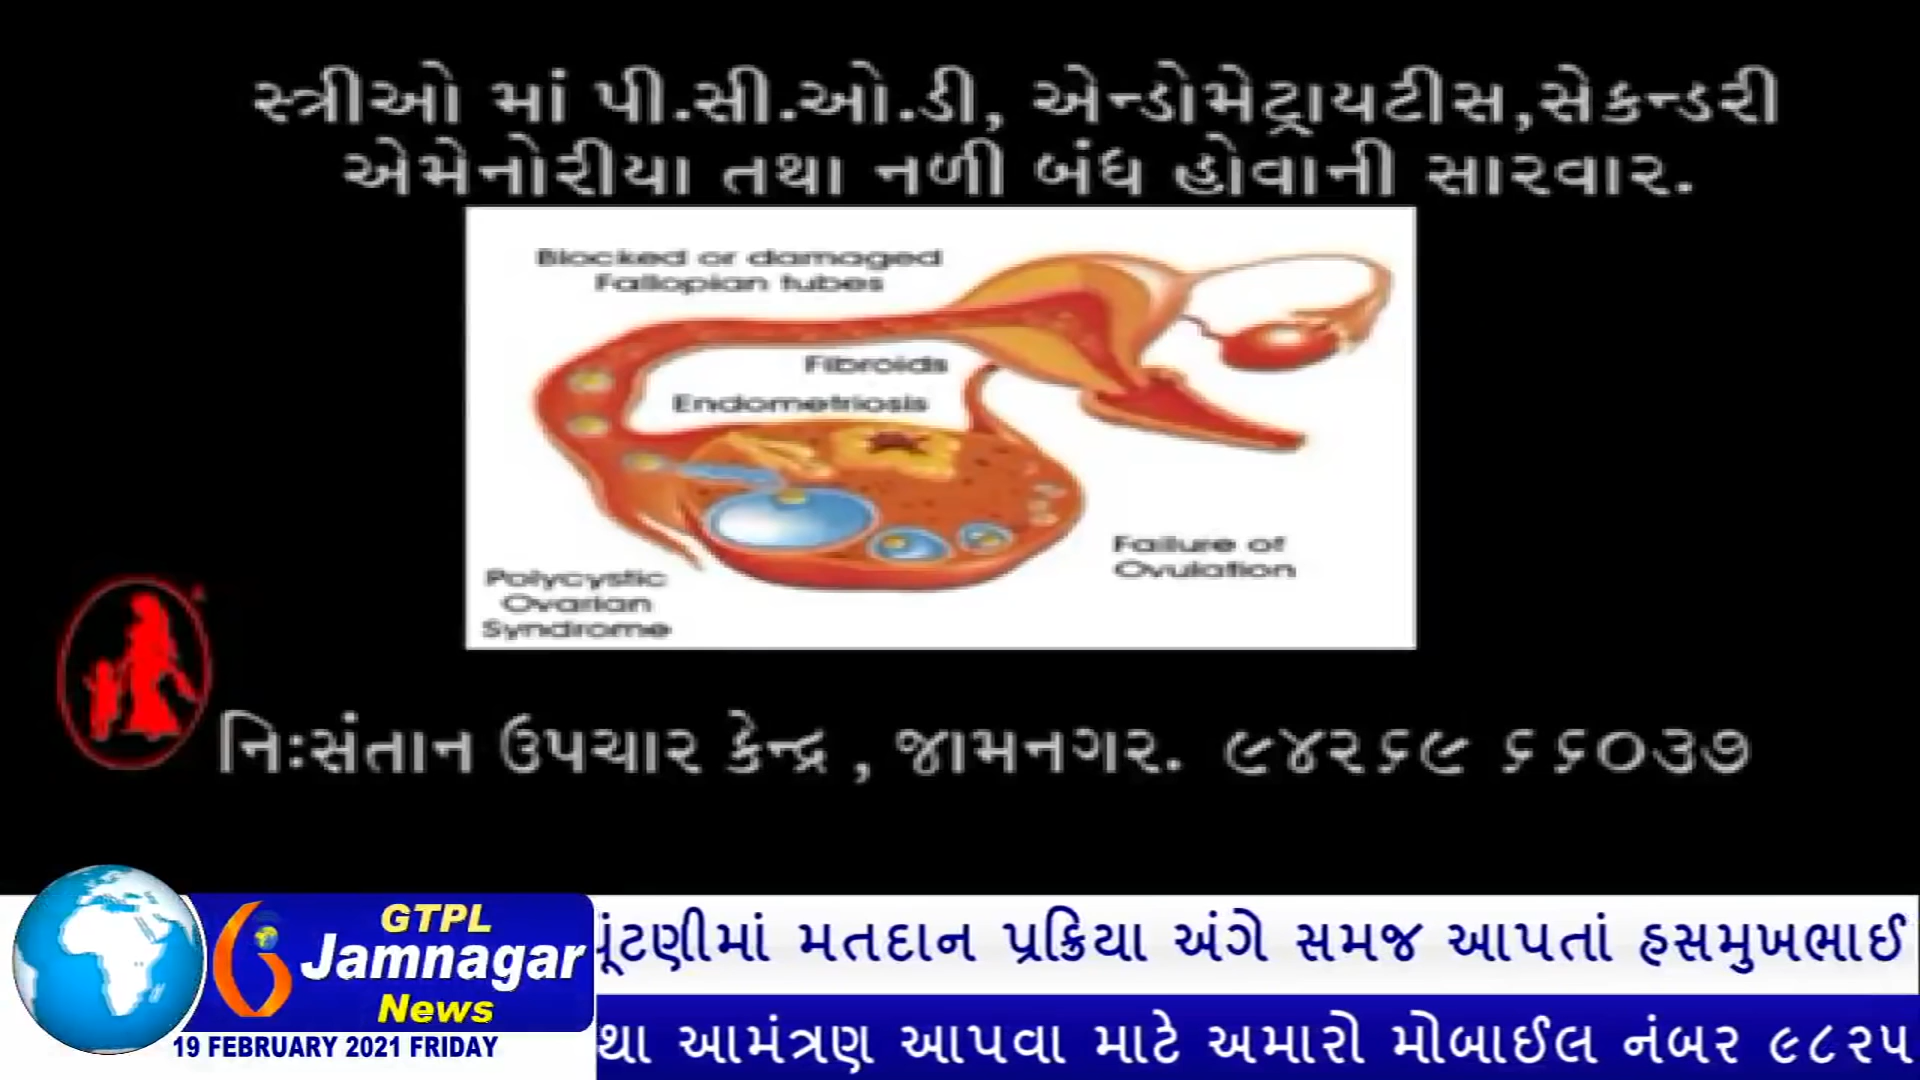 સ્ત્રીઓ માં પી.સી.ઓ.ડી, એન્ડોમેટ્રાયટીસ,સેકન્ડરી
એમેનોરીયા તથા નળી બંધ હોવાની સારવાર.
Blocked or damaged
Fallopian tubes
Fibroids
Endometriosis
Failure of
Ovulation
Polycystic
Ovarian
Syndrome
નિઃસંતાન ઉપચાર કેન્દ્ર , જામનગર. ૯૪૨૬૯ ૬૬૦૩૭
GTPL
Jamnagar
News
19 FEBRUARY 2021 FRIDAY
ૂંટણીમાં મતદાન પ્રક્રિયા અંગે સમજ આપતાં હસમુખભાઈ
થા આમંત્રણ આપવા માટે અમારો મોબાઈલ નંબર ૯૮૨૫